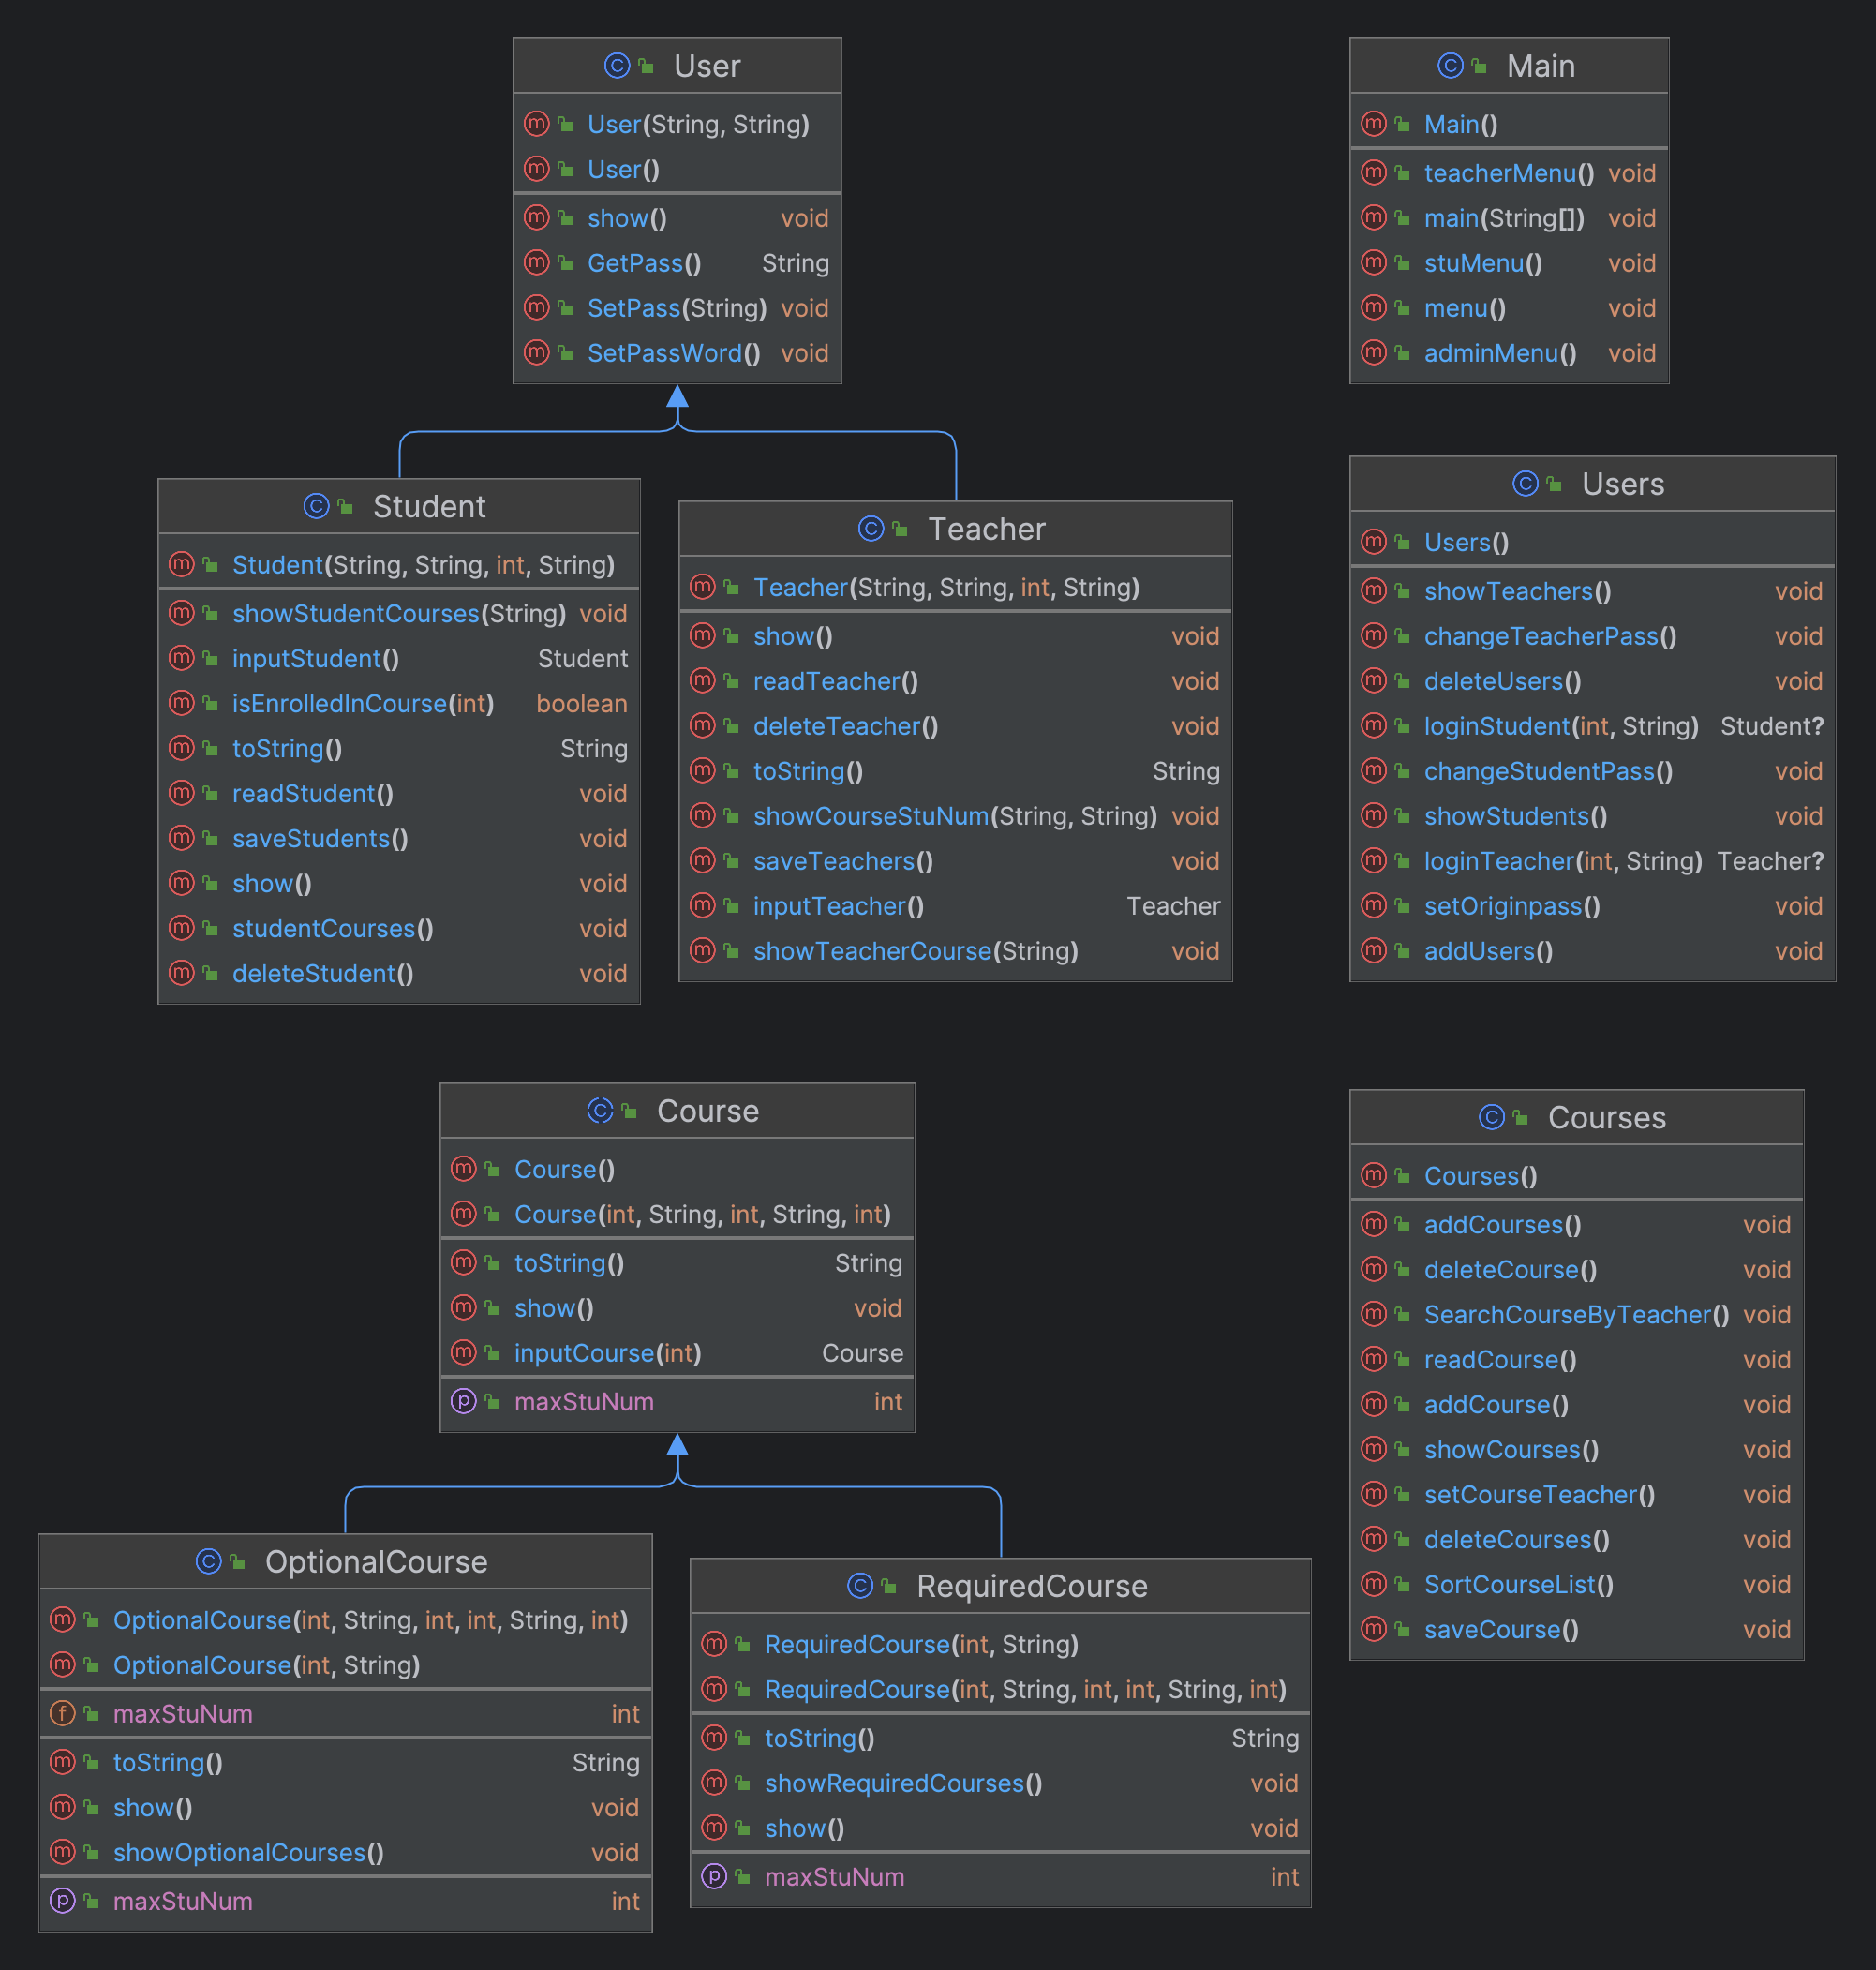 User
User(String, String)
User()
show() void
GetPass() String
SetPass(String) void
SetPassWord() void
Main
Main()
teacherMenu() void
main(String[]) void
stuMenu() void
menu() void
adminMenu() void
Student
Student(String, String, int, String)
showStudentCourses(String) void
inputStudent() Student
isEnrolledInCourse(int) boolean
toString() String
readStudent() void
saveStudents() void
show() void
studentCourses() void
deleteStudent() void
Teacher
Teacher(String, String, int, String)
show() void
readTeacher() void
deleteTeacher() void
toString() String
showCourseStuNum(String, String) void
saveTeachers() void
inputTeacher() Teacher
showTeacherCourse(String) void
Users
Users()
showTeachers() void
changeTeacherPass() void
deleteUsers() void
loginStudent(int, String) Student?
changeStudentPass() void
showStudents() void
loginTeacher(int, String) Teacher?
setOriginpass() void
addUsers() void
Course
Course()
Course(int, String, int, String, int)
toString() String
show() void
inputCourse(int) Course
maxStuNum int
Courses
Courses()
addCourses() void
deleteCourse() void
SearchCourseByTeacher() void
readCourse() void
addCourse() void
showCourses() void
setCourseTeacher() void
deleteCourses() void
SortCourseList() void
saveCourse() void
OptionalCourse
OptionalCourse(int, String, int, int, String, int)
OptionalCourse(int, String)
maxStuNum int
toString() String
show() void
showOptionalCourses() void
maxStuNum int
RequiredCourse
RequiredCourse(int, String)
RequiredCourse(int, String, int, int, String, int)
toString() String
showRequiredCourses() void
show() void
maxStuNum int